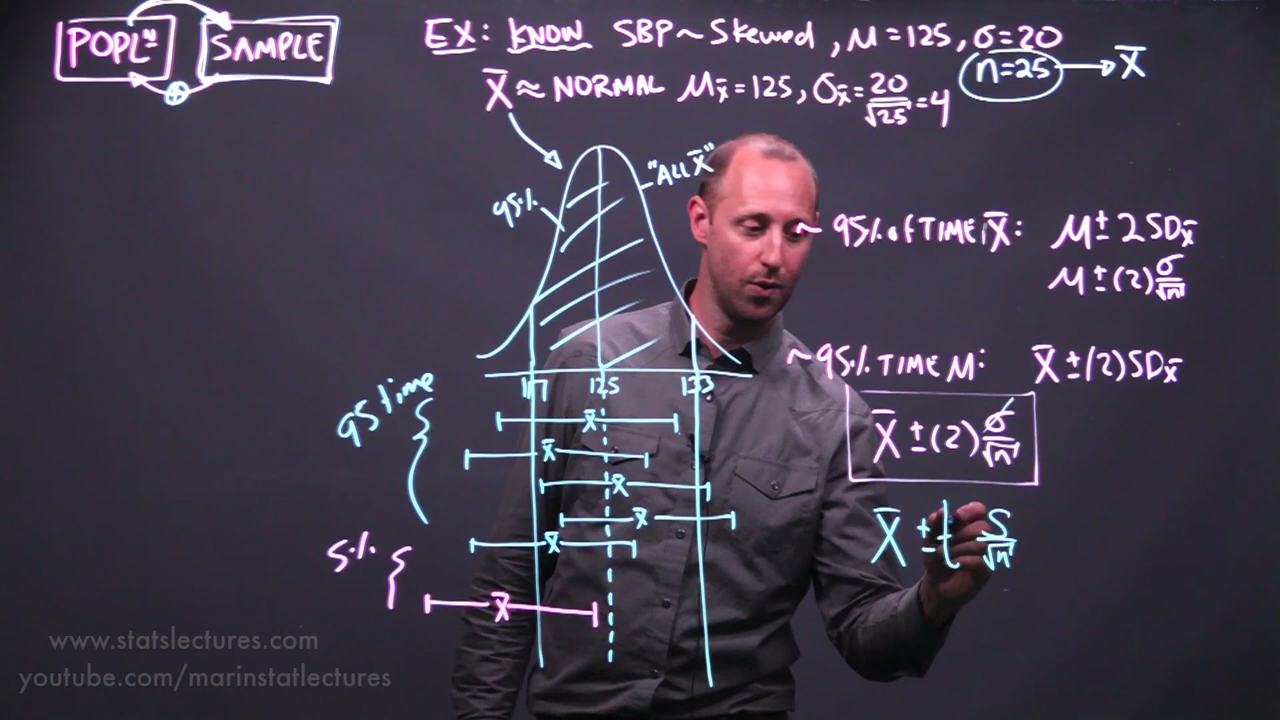 POPLⁿ SAMPLE
EX: KNOW SBP ~ Skewed, μ = 125, σ = 20
n=25 → X̄
X̄ ≈ NORMAL μx̄ = 125, σx̄ = 20/√25 = 4
"ALL X̄"
95%
~ 95% of TIME, X̄: μ ± 2 SDx̄
μ ± (2) σ/√n
~95% TIME μ: X̄ ± (2) SDx̄
117 125 133
95 time
X̄ ± (2) σ/√n
X̄
X̄
X̄
X̄
X̄ ± t S/√n
X̄
5%
X̄
www.statslectures.com
youtube.com/marinstatlectures